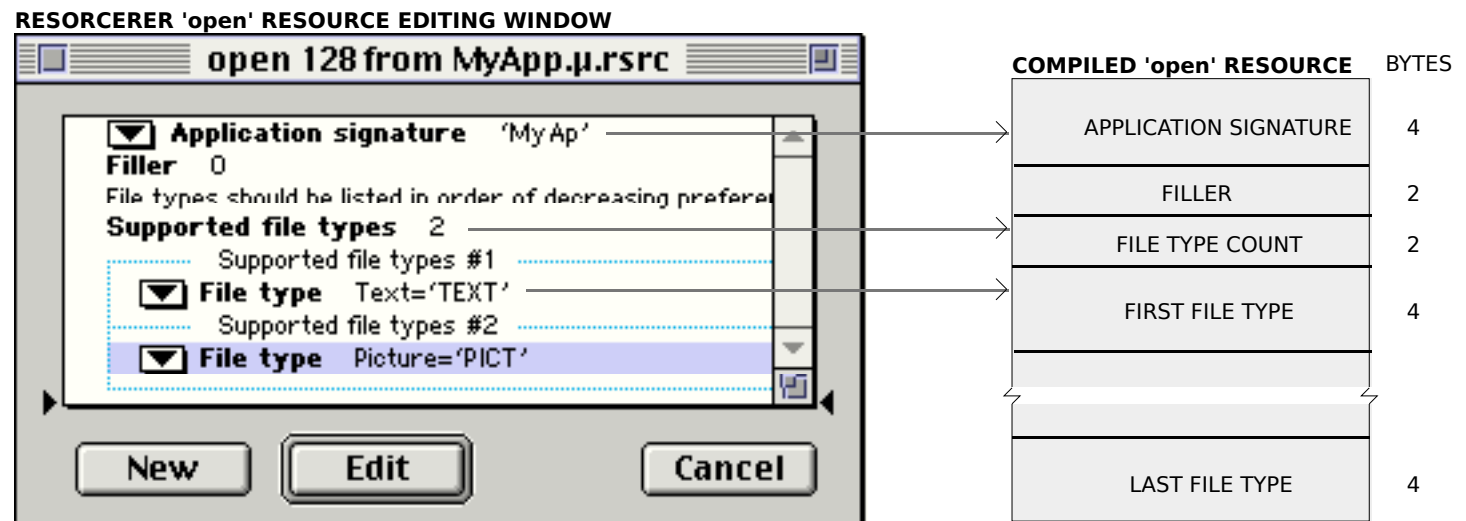 RESORCERER 'open' RESOURCE EDITING WINDOW
open 128 from MyApp.µ.rsrc
Application signature 'MyAp'
Filler 0
File types should be listed in order of decreasing prefere
Supported file types 2
Supported file types #1
File type Text='TEXT'
Supported file types #2
File type Picture='PICT'
New
Edit
Cancel
COMPILED 'open' RESOURCE BYTES
APPLICATION SIGNATURE 4
FILLER 2
FILE TYPE COUNT 2
FIRST FILE TYPE 4
LAST FILE TYPE 4